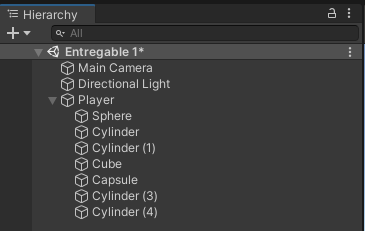 Hierarchy
All
Entregable 1*
Main Camera
Directional Light
Player
Sphere
Cylinder
Cylinder (1)
Cube
Capsule
Cylinder (3)
Cylinder (4)